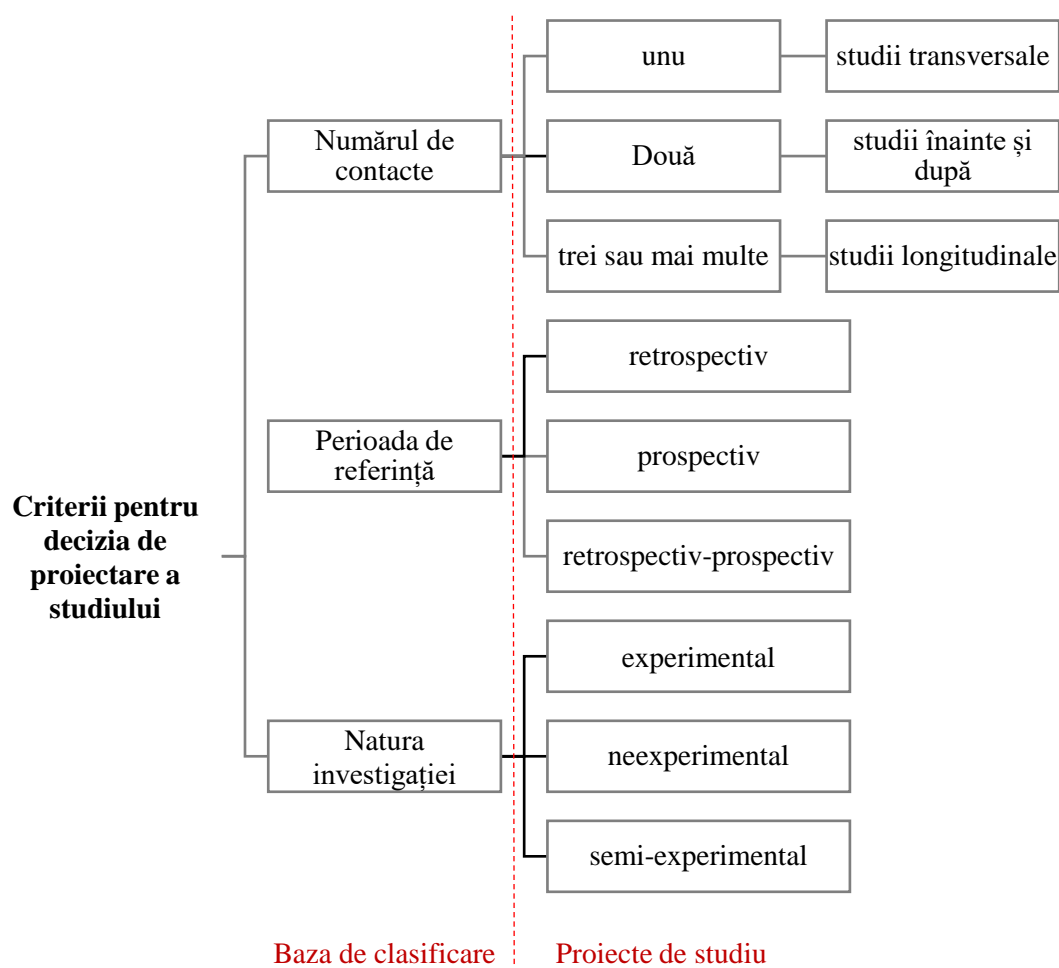 unu
studii transversale
Numărul de
contacte
Două
studii înainte și
după
trei sau mai multe
studii longitudinale
Criterii pentru
decizia de
proiectare a
studiului
Perioada de
referință
retrospectiv
prospectiv
retrospectiv-prospectiv
Natura
investigației
experimental
neexperimental
semi-experimental
Baza de clasificare
Proiecte de studiu